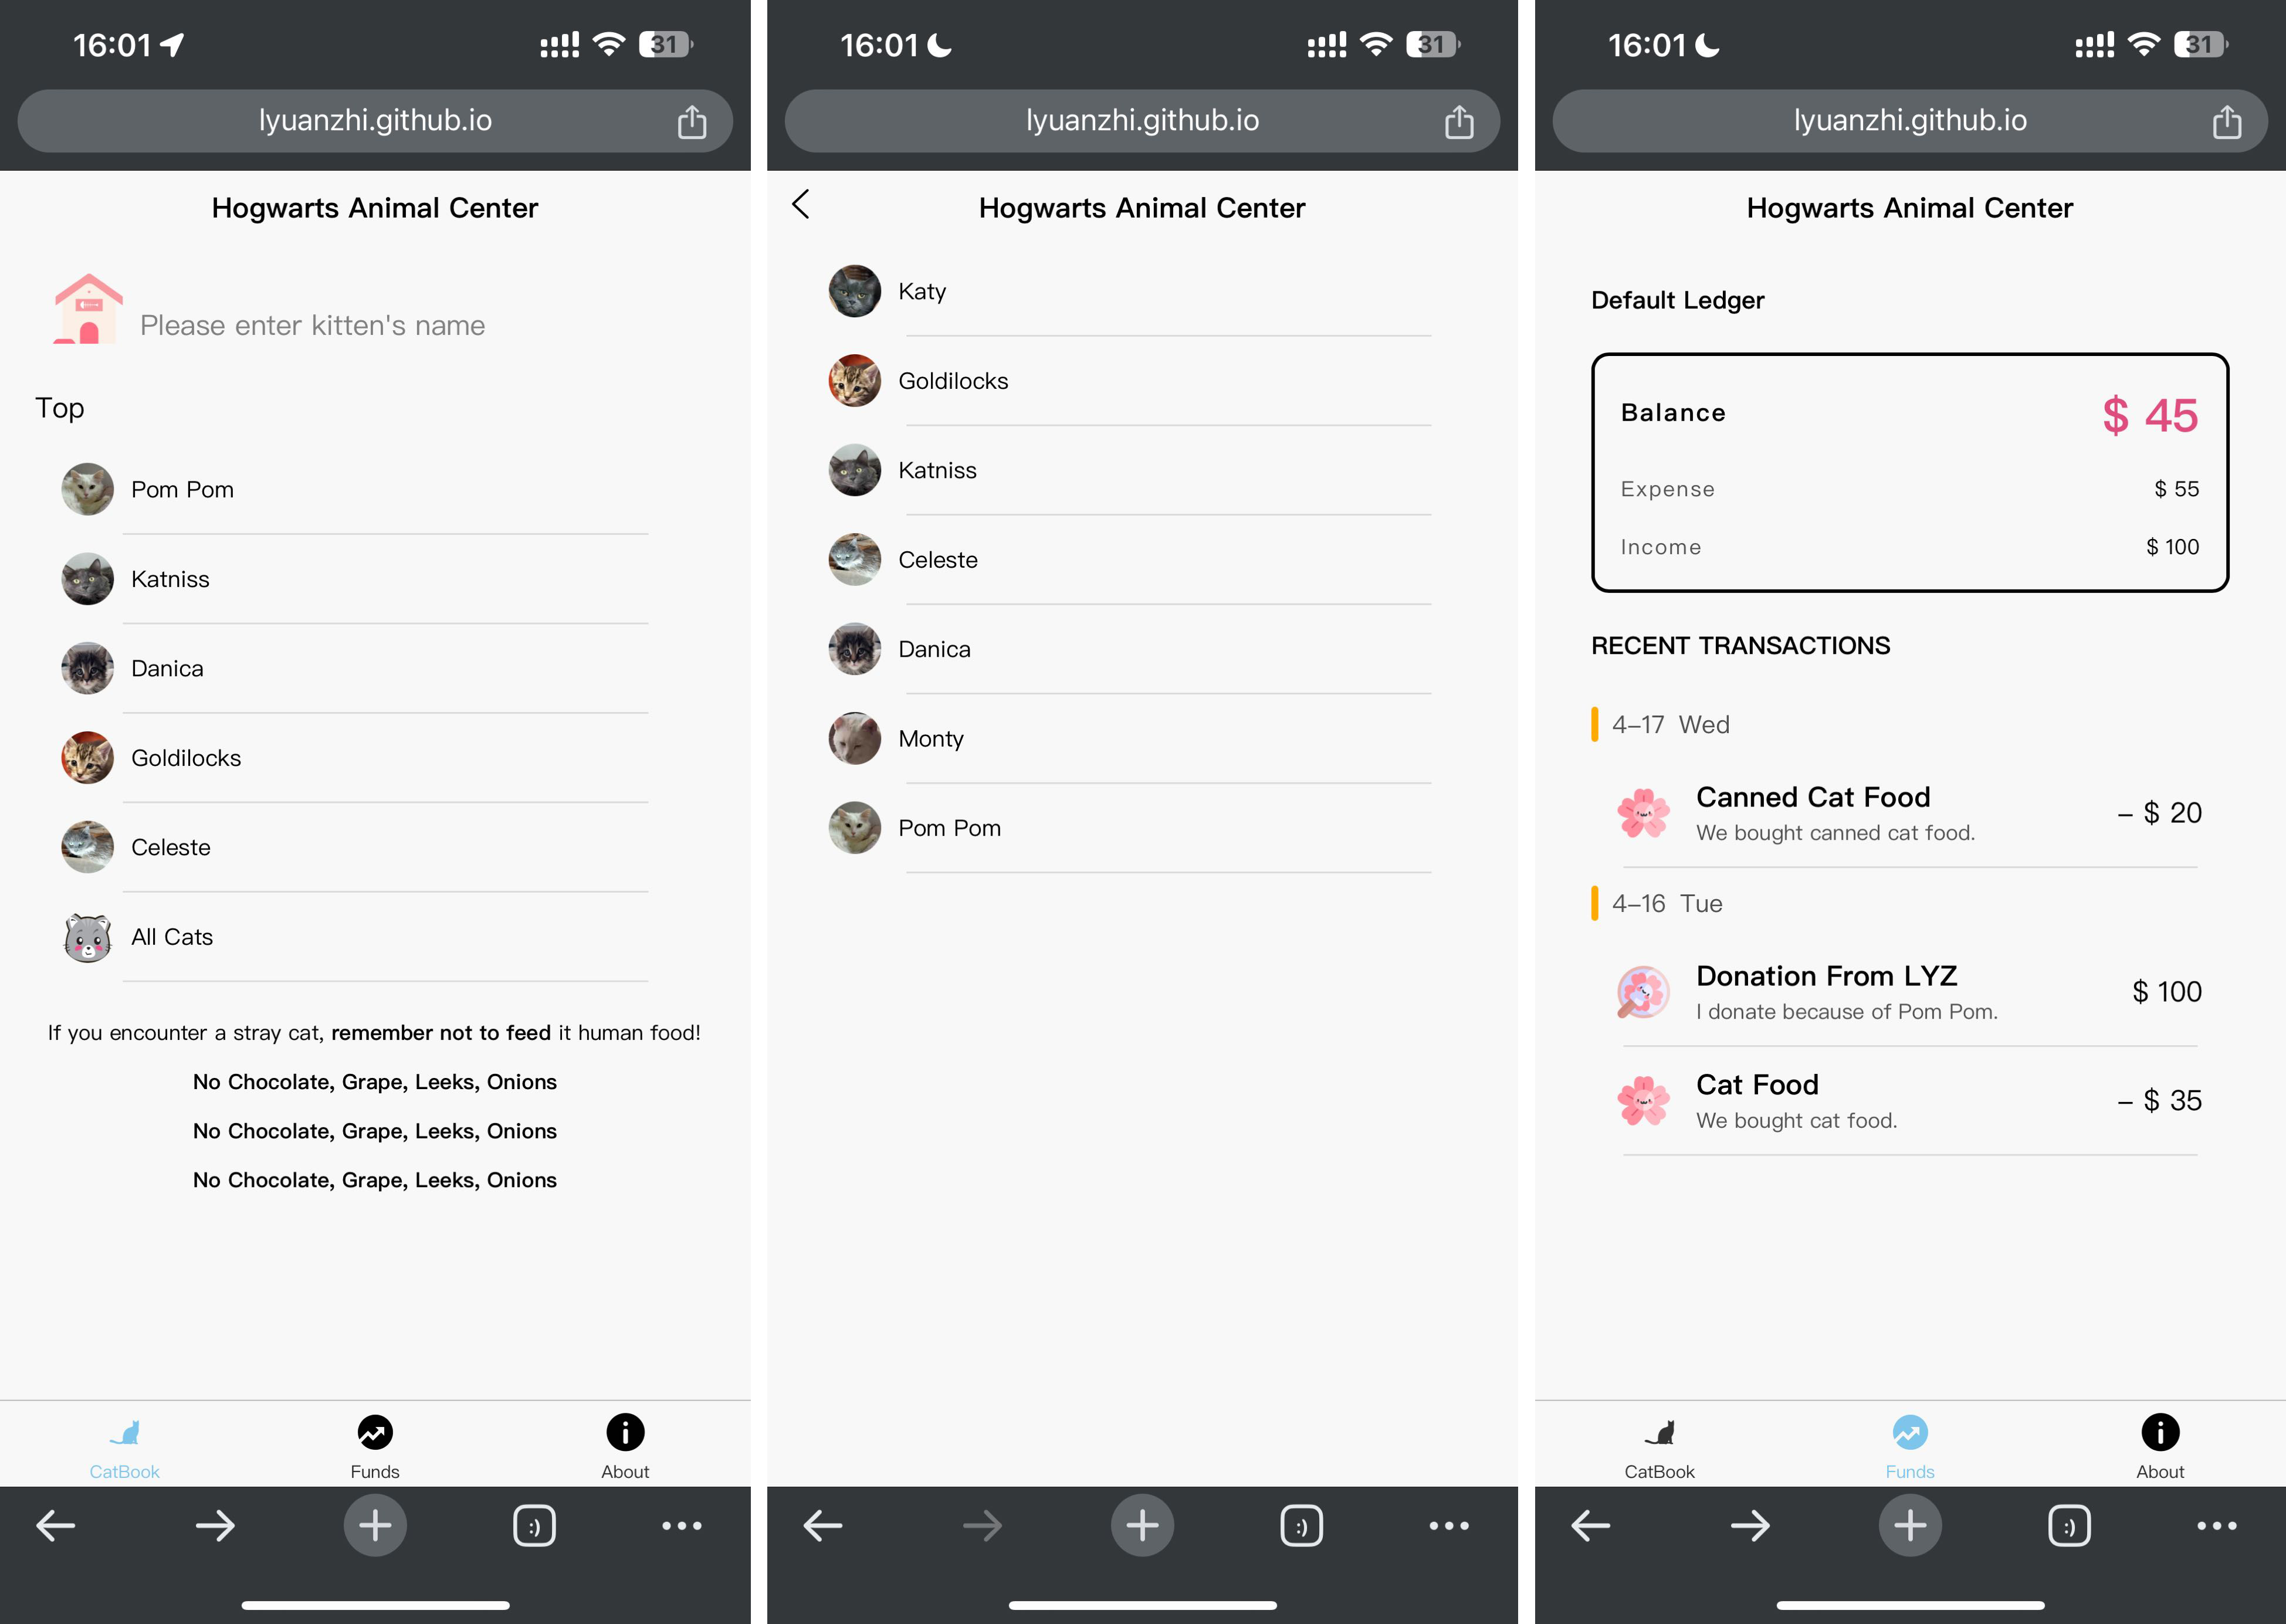 16:01
31
lyuanzhi.github.io
Hogwarts Animal Center
Please enter kitten's name
Top
Pom Pom
Katniss
Danica
Goldilocks
Celeste
All Cats
If you encounter a stray cat, remember not to feed it human food!
No Chocolate, Grape, Leeks, Onions
No Chocolate, Grape, Leeks, Onions
No Chocolate, Grape, Leeks, Onions
CatBook
Funds
About
:)
16:01
31
lyuanzhi.github.io
Hogwarts Animal Center
Katy
Goldilocks
Katniss
Celeste
Danica
Monty
Pom Pom
:)
16:01
31
lyuanzhi.github.io
Hogwarts Animal Center
Default Ledger
Balance $ 45
Expense $ 55
Income $ 100
RECENT TRANSACTIONS
4–17 Wed
Canned Cat Food
We bought canned cat food.
– $ 20
4–16 Tue
Donation From LYZ
I donate because of Pom Pom.
$ 100
Cat Food
We bought cat food.
– $ 35
CatBook
Funds
About
:)